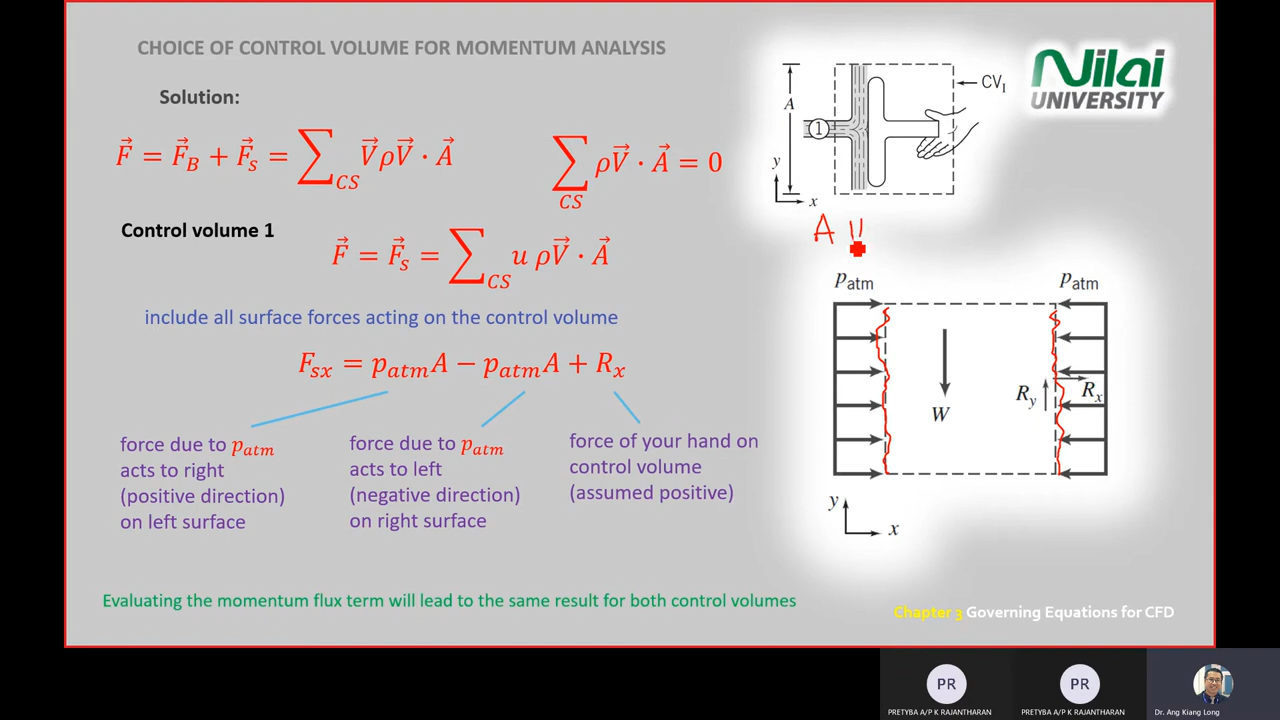 CHOICE OF CONTROL VOLUME FOR MOMENTUM ANALYSIS
Nilai
UNIVERSITY
Solution:
F⃗ = F⃗_B + F⃗_s = ∑_CS V⃗ρV⃗ · A⃗
∑_CS ρV⃗ · A⃗ = 0
Control volume 1
F⃗ = F⃗_s = ∑_CS u ρV⃗ · A⃗
include all surface forces acting on the control volume
F_sx = p_atm A − p_atm A + R_x
force due to p_atm
acts to right
(positive direction)
on left surface
force due to p_atm
acts to left
(negative direction)
on right surface
force of your hand on
control volume
(assumed positive)
Evaluating the momentum flux term will lead to the same result for both control volumes
A
1
CV_I
y
x
A
p_atm
p_atm
W
R_y
R_x
y
x
Chapter 3 Governing Equations for CFD
PR
PR
PRETYBA A/P K RAJANTHARAN
PRETYBA A/P K RAJANTHARAN
Dr. Ang Kiang Long